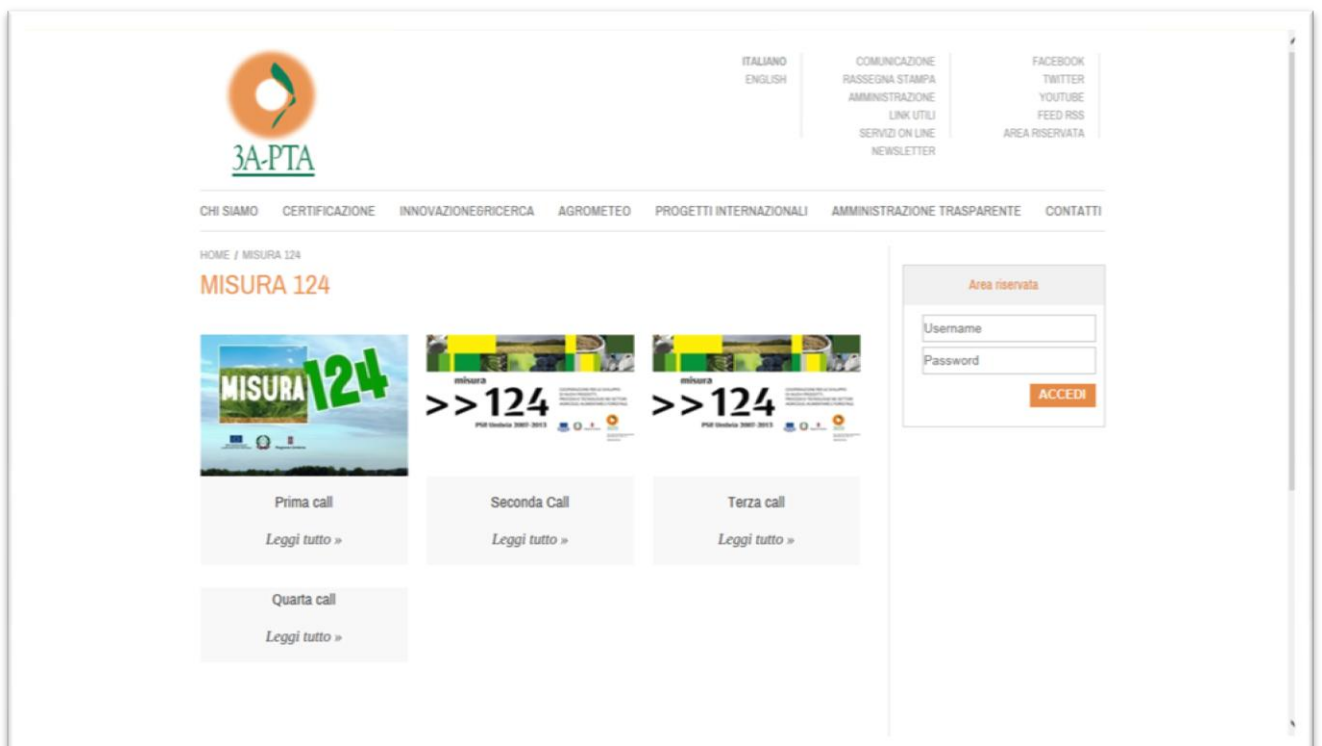 3A-PTA
ITALIANO
ENGLISH
COMUNICAZIONE
RASSEGNA STAMPA
AMMINISTRAZIONE
LINK UTILI
SERVIZI ON LINE
NEWSLETTER
FACEBOOK
TWITTER
YOUTUBE
FEED RSS
AREA RISERVATA
CHI SIAMO CERTIFICAZIONE INNOVAZIONE&RICERCA AGROMETEO PROGETTI INTERNAZIONALI AMMINISTRAZIONE TRASPARENTE CONTATTI
HOME / MISURA 124
MISURA 124
MISURA 124
Prima call
Leggi tutto »
misura
>>124
PSR Umbria 2007-2013
Seconda Call
Leggi tutto »
misura
>>124
PSR Umbria 2007-2013
Terza call
Leggi tutto »
Quarta call
Leggi tutto »
Area riservata
Username
Password
ACCEDI